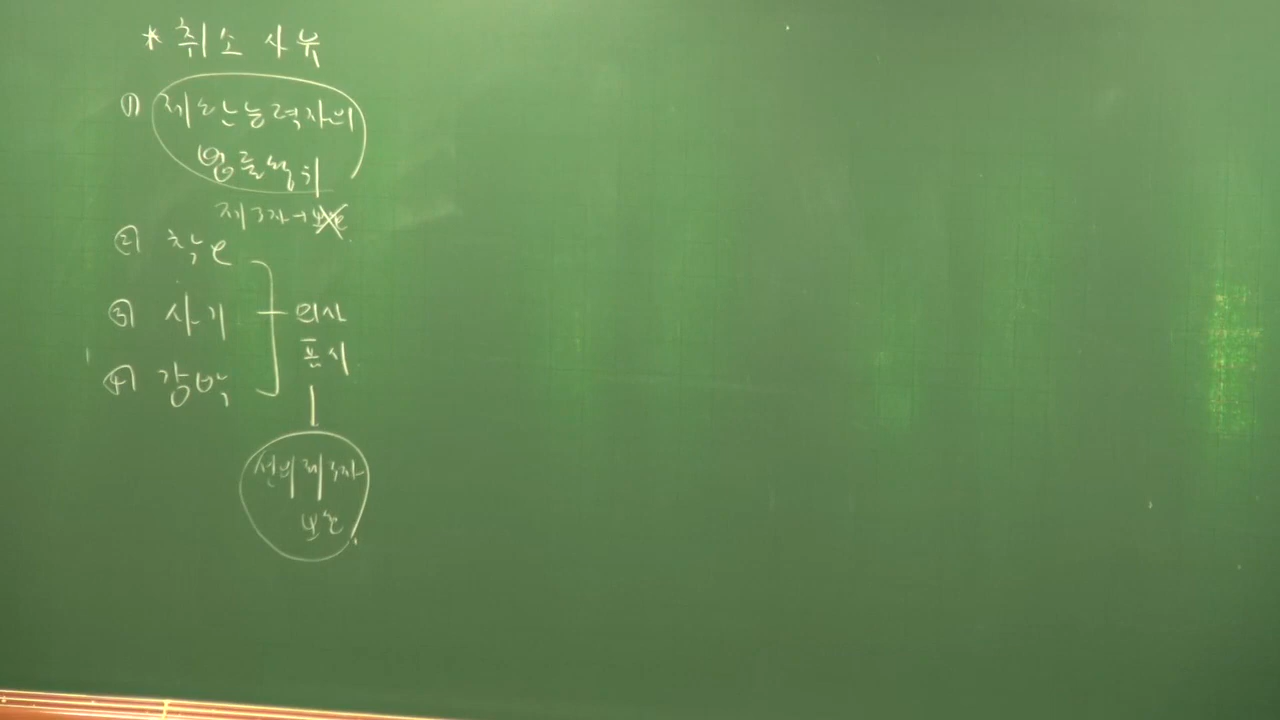 * 취소 사유
① 제한능력자의
법률행위
제3자→보호
② 착오
③ 사기
④ 강박
의사
표시
선의 제3자
보호